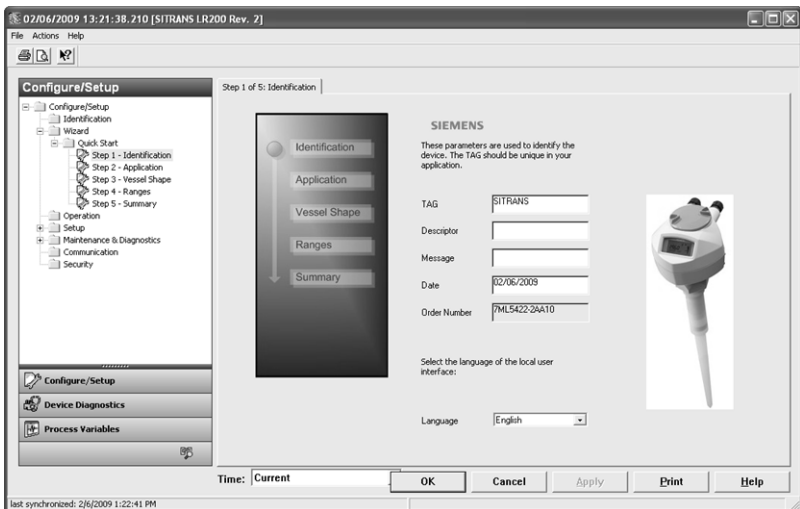 02/06/2009 13:21:38.210 [SITRANS LR200 Rev. 2]
File Actions Help
Configure/Setup
Configure/Setup
Identification
Wizard
Quick Start
Step 1 - Identification
Step 2 - Application
Step 3 - Vessel Shape
Step 4 - Ranges
Step 5 - Summary
Operation
Setup
Maintenance & Diagnostics
Communication
Security
Configure/Setup
Device Diagnostics
Process Variables
Step 1 of 5: Identification
Identification
Application
Vessel Shape
Ranges
Summary
SIEMENS
These parameters are used to identify the
device. The TAG should be unique in your
application.
TAG SITRANS
Descriptor
Message
Date 02/06/2009
Order Number 7ML5422-2AA10
Select the language of the local user
interface:
Language English
Time: Current
OK Cancel Apply Print Help
last synchronized: 2/6/2009 1:22:41 PM